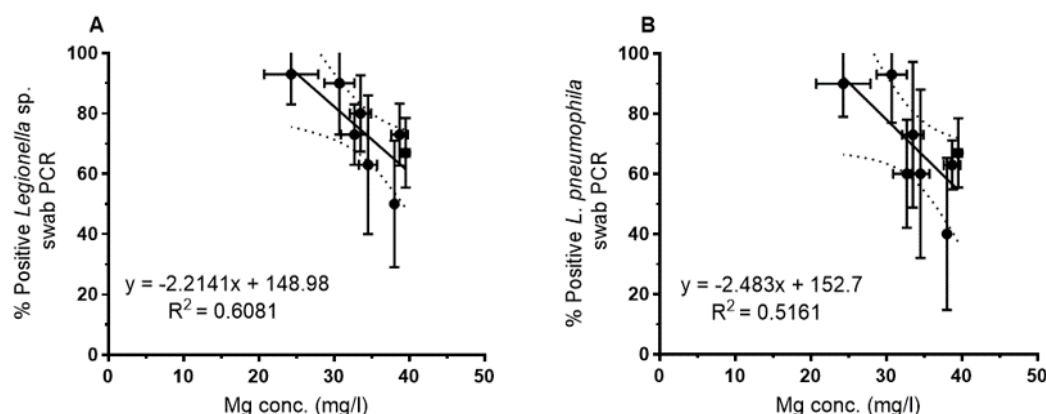 A
% Positive Legionella sp.
swab PCR
100
80
60
40
20
0
y = -2.2141x + 148.98
R² = 0.6081
0 10 20 30 40 50
Mg conc. (mg/l)
B
% Positive L. pneumophila
swab PCR
100
80
60
40
20
0
y = -2.483x + 152.7
R² = 0.5161
0 10 20 30 40 50
Mg conc. (mg/l)